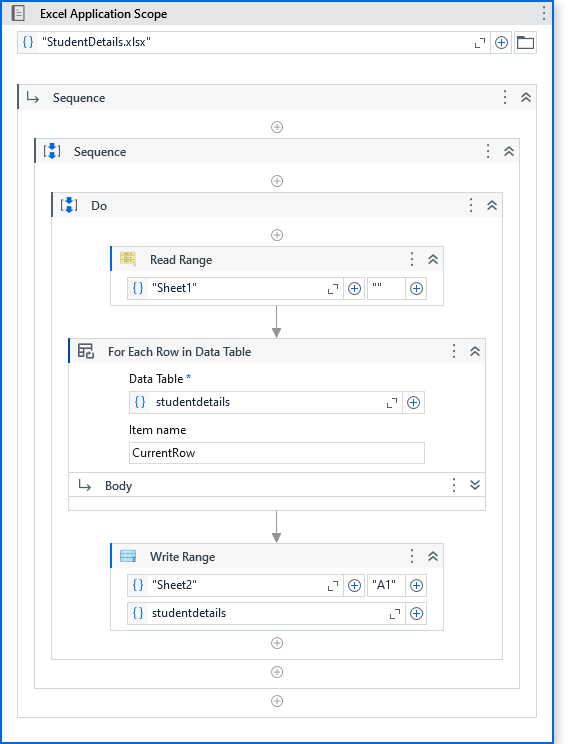 Excel Application Scope
"StudentDetails.xlsx"
Sequence
Sequence
Do
Read Range
"Sheet1" ""
For Each Row in Data Table
Data Table *
studentdetails
Item name
CurrentRow
Body
Write Range
"Sheet2" "A1"
studentdetails